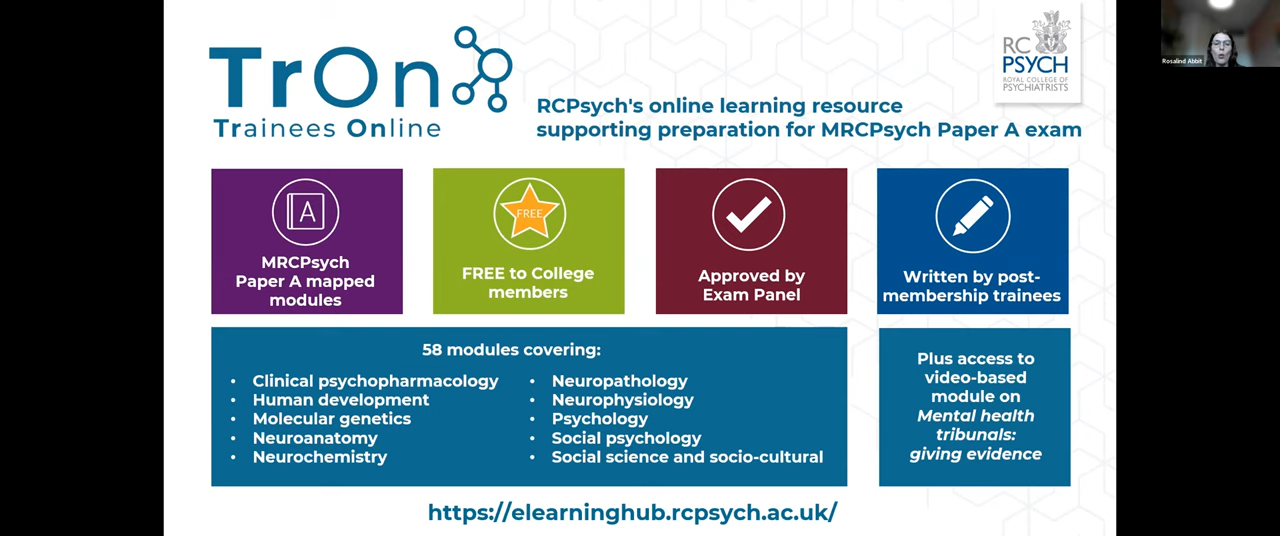 TrOn
Trainees Online
RCPsych's online learning resource
supporting preparation for MRCPsych Paper A exam
RC
PSYCH
ROYAL COLLEGE OF
PSYCHIATRISTS
Rosalind Abbit
A
MRCPsych
Paper A mapped
modules
FREE
FREE to College
members
Approved by
Exam Panel
Written by post-
membership trainees
58 modules covering:
• Clinical psychopharmacology
• Human development
• Molecular genetics
• Neuroanatomy
• Neurochemistry
• Neuropathology
• Neurophysiology
• Psychology
• Social psychology
• Social science and socio-cultural
Plus access to
video-based
module on
Mental health
tribunals:
giving evidence
https://elearninghub.rcpsych.ac.uk/